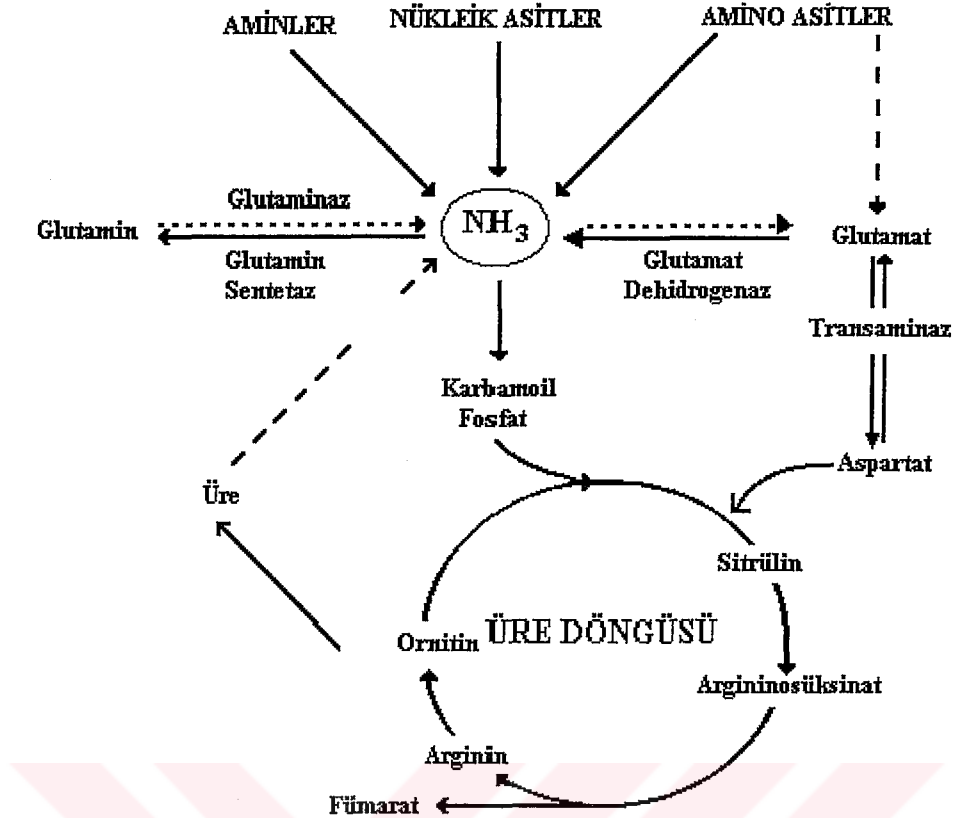 AMİNLER
NÜKLEİK ASİTLER
AMİNO ASİTLER
Glutamin
Glutaminaz
Glutamin
Sentetaz
NH3
Glutamat
Dehidrogenaz
Glutamat
Transaminaz
Karbamoil
Fosfat
Aspartat
Üre
Sitrülin
Ornitin
ÜRE DÖNGÜSÜ
Argininosüksinat
Arginin
Fümarat